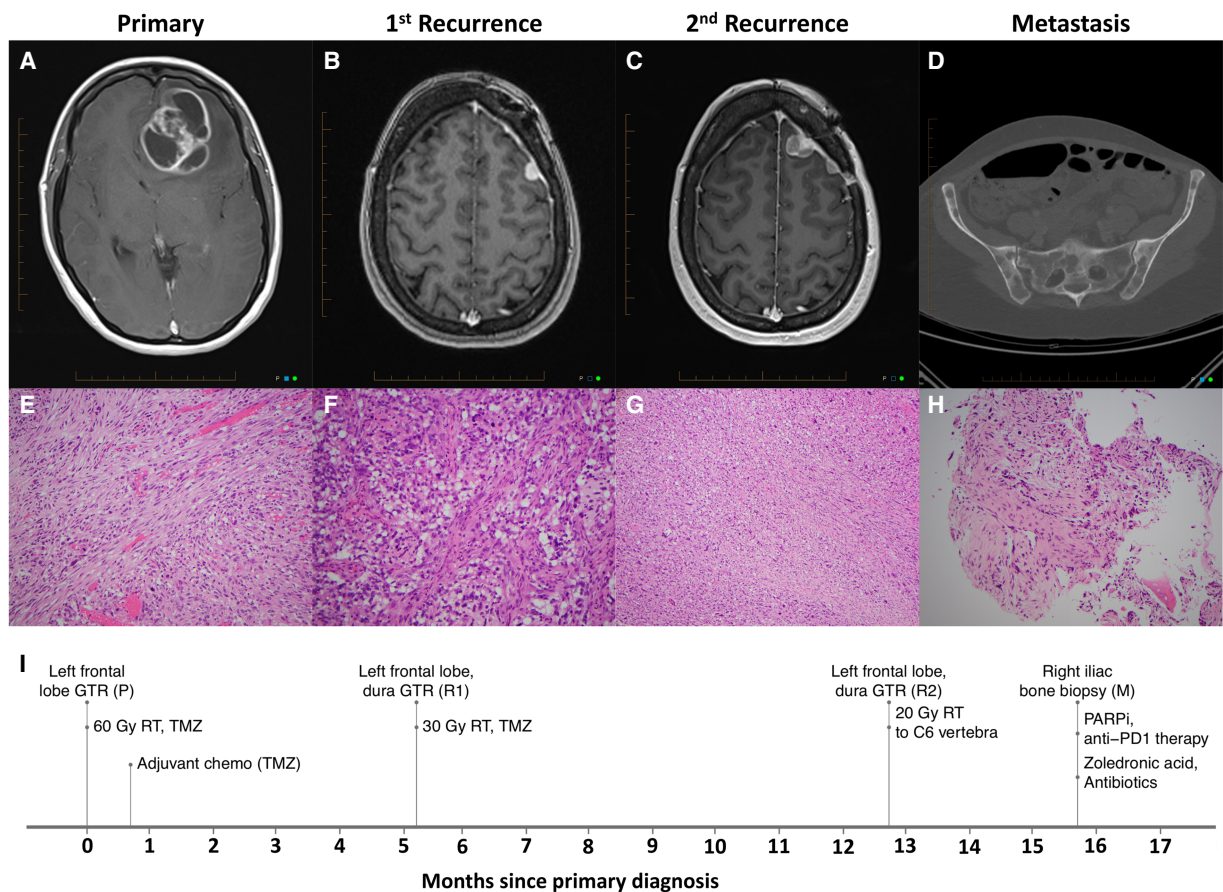 Primary
1st Recurrence
2nd Recurrence
Metastasis
A
B
C
D
P
P
P
P
E
F
G
H
I
Left frontal
lobe GTR (P)
60 Gy RT, TMZ
Adjuvant chemo (TMZ)
Left frontal lobe,
dura GTR (R1)
30 Gy RT, TMZ
Left frontal lobe,
dura GTR (R2)
20 Gy RT
to C6 vertebra
Right iliac
bone biopsy (M)
PARPi,
anti−PD1 therapy
Zoledronic acid,
Antibiotics
0 1 2 3 4 5 6 7 8 9 10 11 12 13 14 15 16 17
Months since primary diagnosis